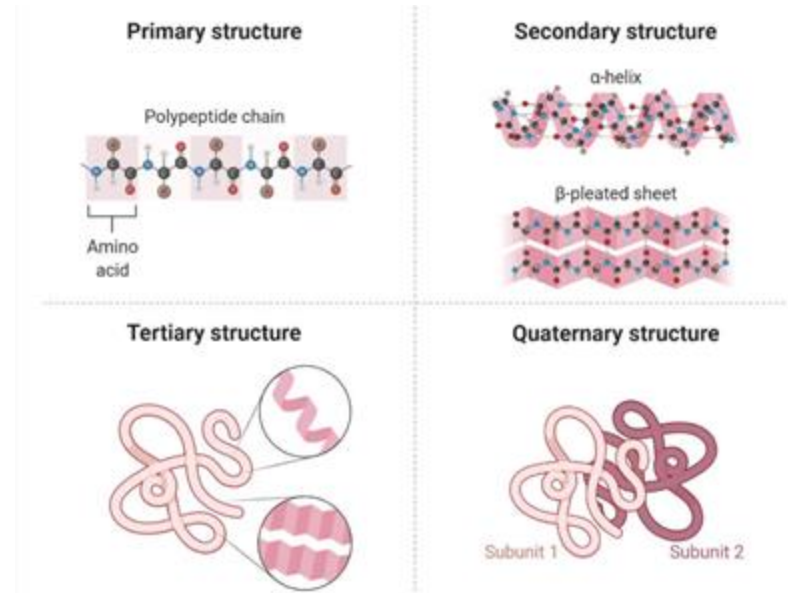 Primary structure
Polypeptide chain
Amino
acid
Secondary structure
α-helix
β-pleated sheet
Tertiary structure
Quaternary structure
Subunit 1
Subunit 2